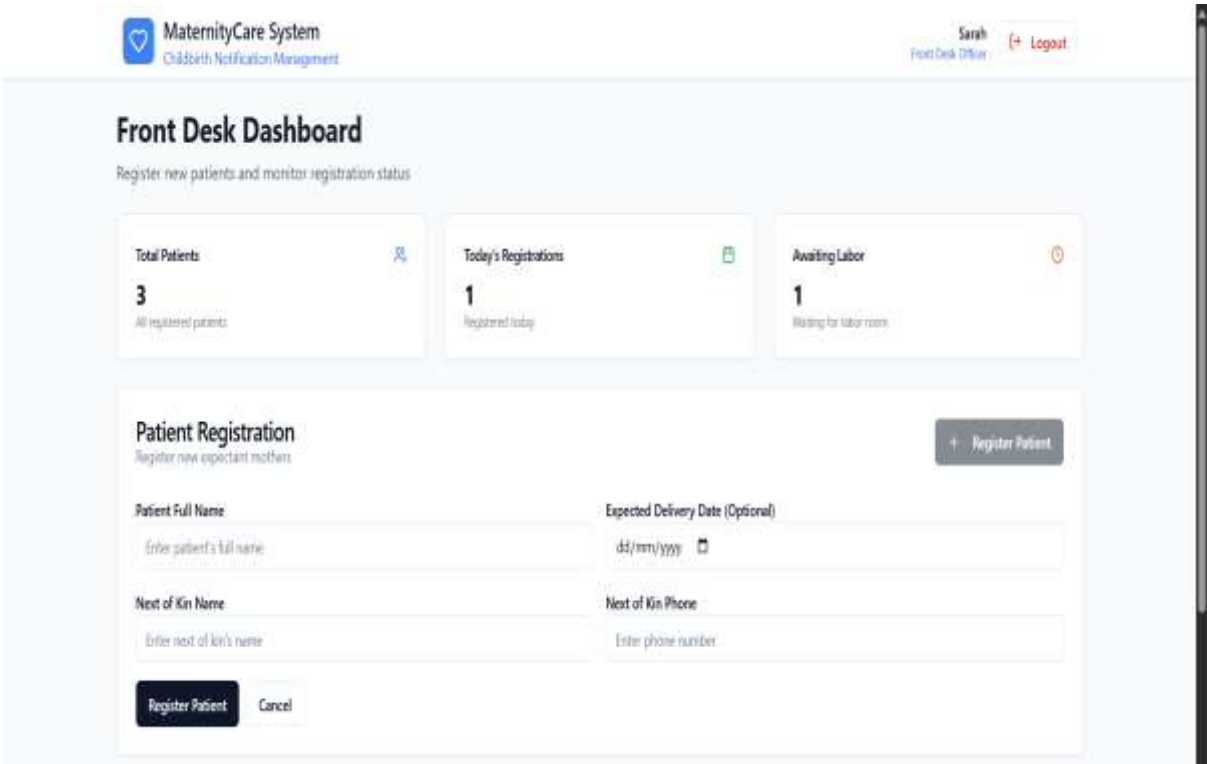 MaternityCare System
Childbirth Notification Management
Sarah
Front Desk Officer
Logout
Front Desk Dashboard
Register new patients and monitor registration status
Total Patients
3
All registered patients
Today's Registrations
1
Registered today
Awaiting Labor
1
Waiting for labor room
Patient Registration
Register new expectant mothers
+ Register Patient
Patient Full Name
Enter patient's full name
Expected Delivery Date (Optional)
dd/mm/yyyy
Next of Kin Name
Enter next of kin's name
Next of Kin Phone
Enter phone number
Register Patient
Cancel